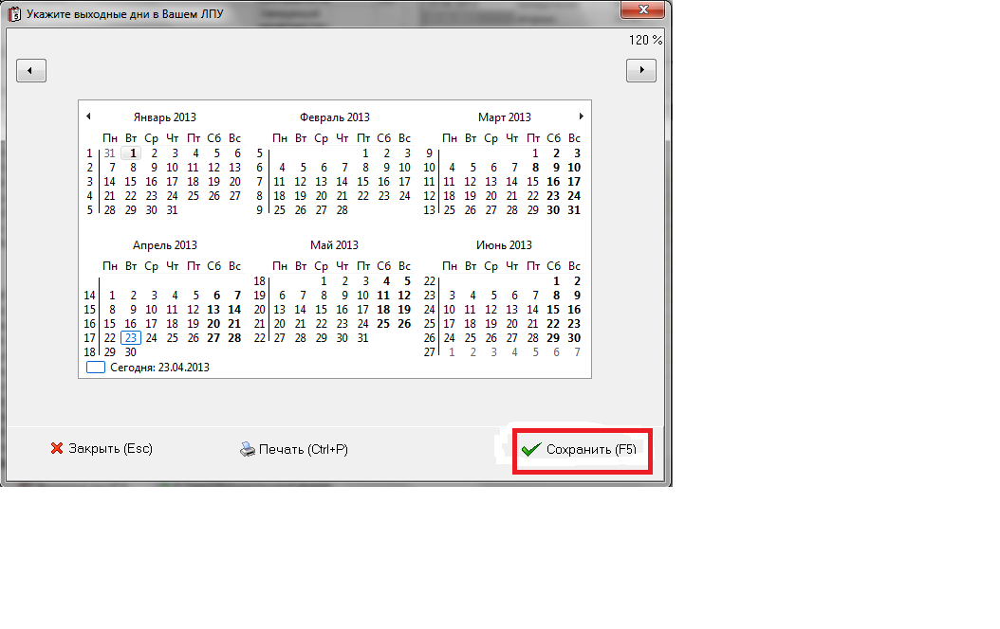 Укажите выходные дни в Вашем ЛПУ
120 %
Январь 2013 Февраль 2013 Март 2013
Пн Вт Ср Чт Пт Сб Вс Пн Вт Ср Чт Пт Сб Вс Пн Вт Ср Чт Пт Сб Вс
1 31 1 2 3 4 5 6 5 1 2 3 9 1 2 3
2 7 8 9 10 11 12 13 6 4 5 6 7 8 9 10 10 4 5 6 7 8 9 10
3 14 15 16 17 18 19 20 7 11 12 13 14 15 16 17 11 11 12 13 14 15 16 17
4 21 22 23 24 25 26 27 8 18 19 20 21 22 23 24 12 18 19 20 21 22 23 24
5 28 29 30 31 9 25 26 27 28 13 25 26 27 28 29 30 31
Апрель 2013 Май 2013 Июнь 2013
Пн Вт Ср Чт Пт Сб Вс Пн Вт Ср Чт Пт Сб Вс Пн Вт Ср Чт Пт Сб Вс
18 1 2 3 4 5 22 1 2
14 1 2 3 4 5 6 7 19 6 7 8 9 10 11 12 23 3 4 5 6 7 8 9
15 8 9 10 11 12 13 14 20 13 14 15 16 17 18 19 24 10 11 12 13 14 15 16
16 15 16 17 18 19 20 21 21 20 21 22 23 24 25 26 25 17 18 19 20 21 22 23
17 22 23 24 25 26 27 28 22 27 28 29 30 31 26 24 25 26 27 28 29 30
18 29 30 27 1 2 3 4 5 6 7
Сегодня: 23.04.2013
Закрыть (Esc) Печать (Ctrl+P) Сохранить (F5)